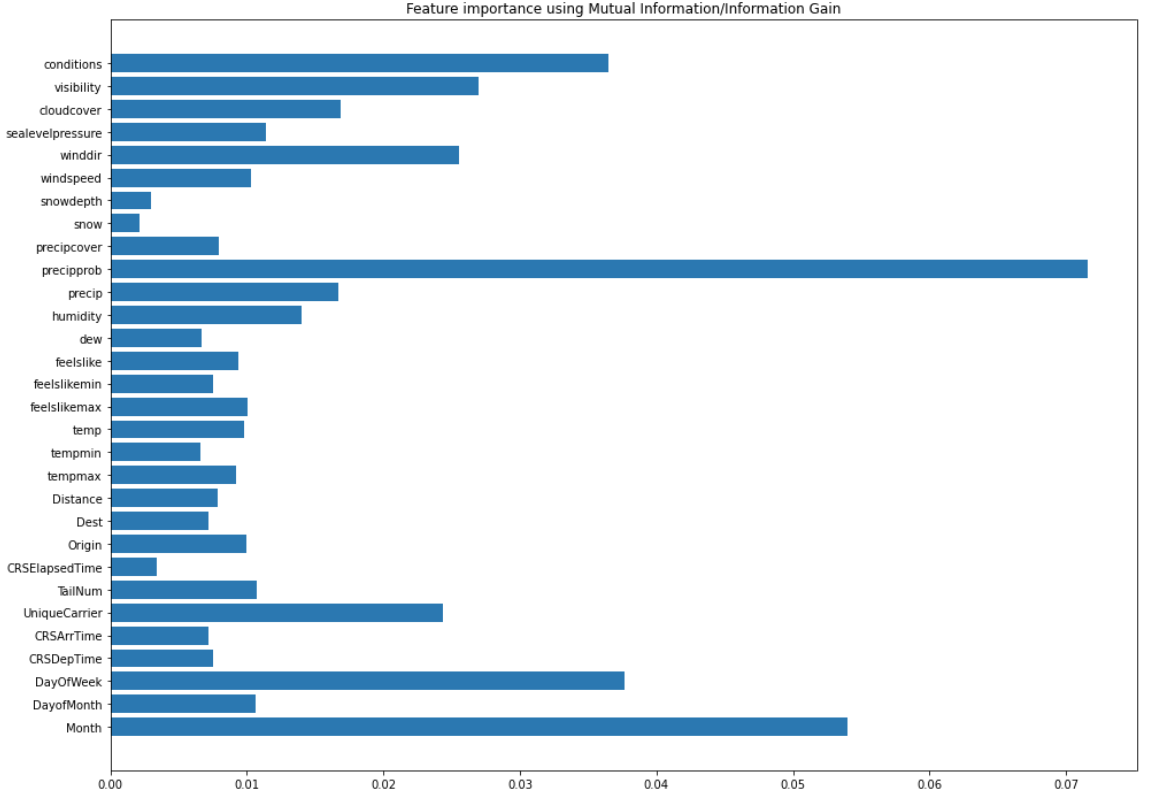 Feature importance using Mutual Information/Information Gain
conditions
visibility
cloudcover
sealevelpressure
winddir
windspeed
snowdepth
snow
precipcover
precipprob
precip
humidity
dew
feelslike
feelslikemin
feelslikemax
temp
tempmin
tempmax
Distance
Dest
Origin
CRSElapsedTime
TailNum
UniqueCarrier
CRSArrTime
CRSDepTime
DayOfWeek
DayofMonth
Month
0.00 0.01 0.02 0.03 0.04 0.05 0.06 0.07